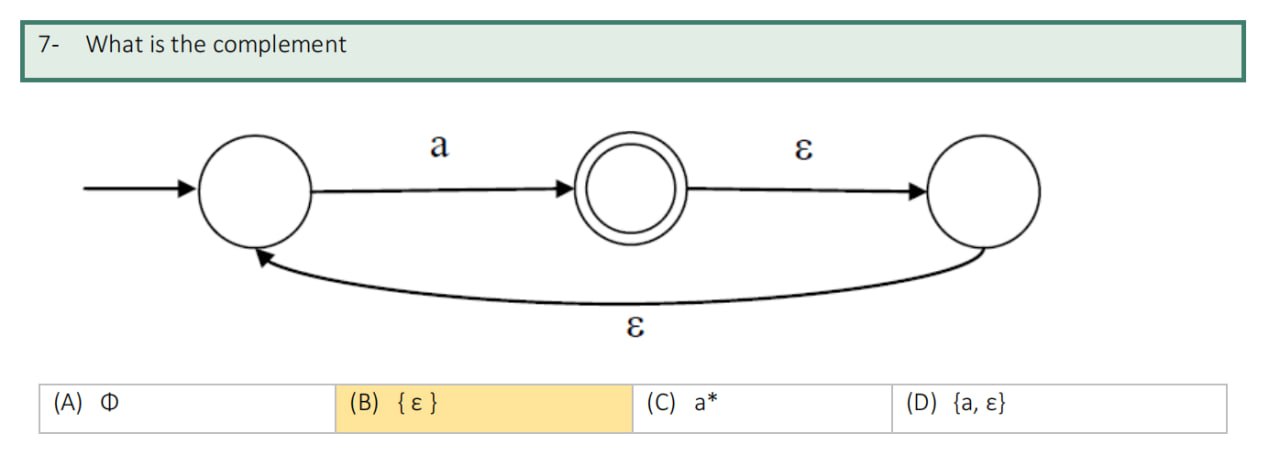 7- What is the complement
a
ε
ε
(A) Φ
(B) { ε }
(C) a*
(D) {a, ε}